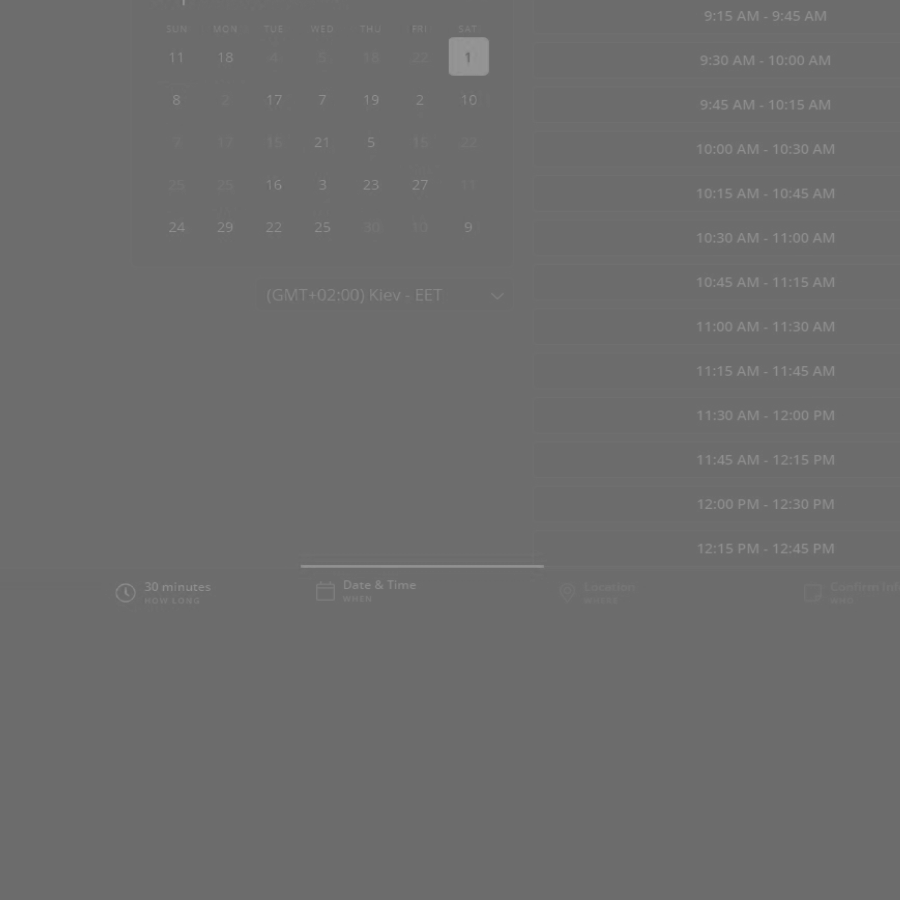 SUN MON TUE WED THU FRI SAT
11 18 4 5 18 22 1
8 2 17 7 19 2 10
9 17 15 21 5 15 22
25 25 16 3 23 27 11
24 29 22 25 30 10 9
(GMT+02:00) Kiev - EET
9:15 AM - 9:45 AM
9:30 AM - 10:00 AM
9:45 AM - 10:15 AM
10:00 AM - 10:30 AM
10:15 AM - 10:45 AM
10:30 AM - 11:00 AM
10:45 AM - 11:15 AM
11:00 AM - 11:30 AM
11:15 AM - 11:45 AM
11:30 AM - 12:00 PM
11:45 AM - 12:15 PM
12:00 PM - 12:30 PM
12:15 PM - 12:45 PM
30 minutes
HOW LONG
Date & Time
WHEN
Location
WHERE
Confirm Inf
WHO